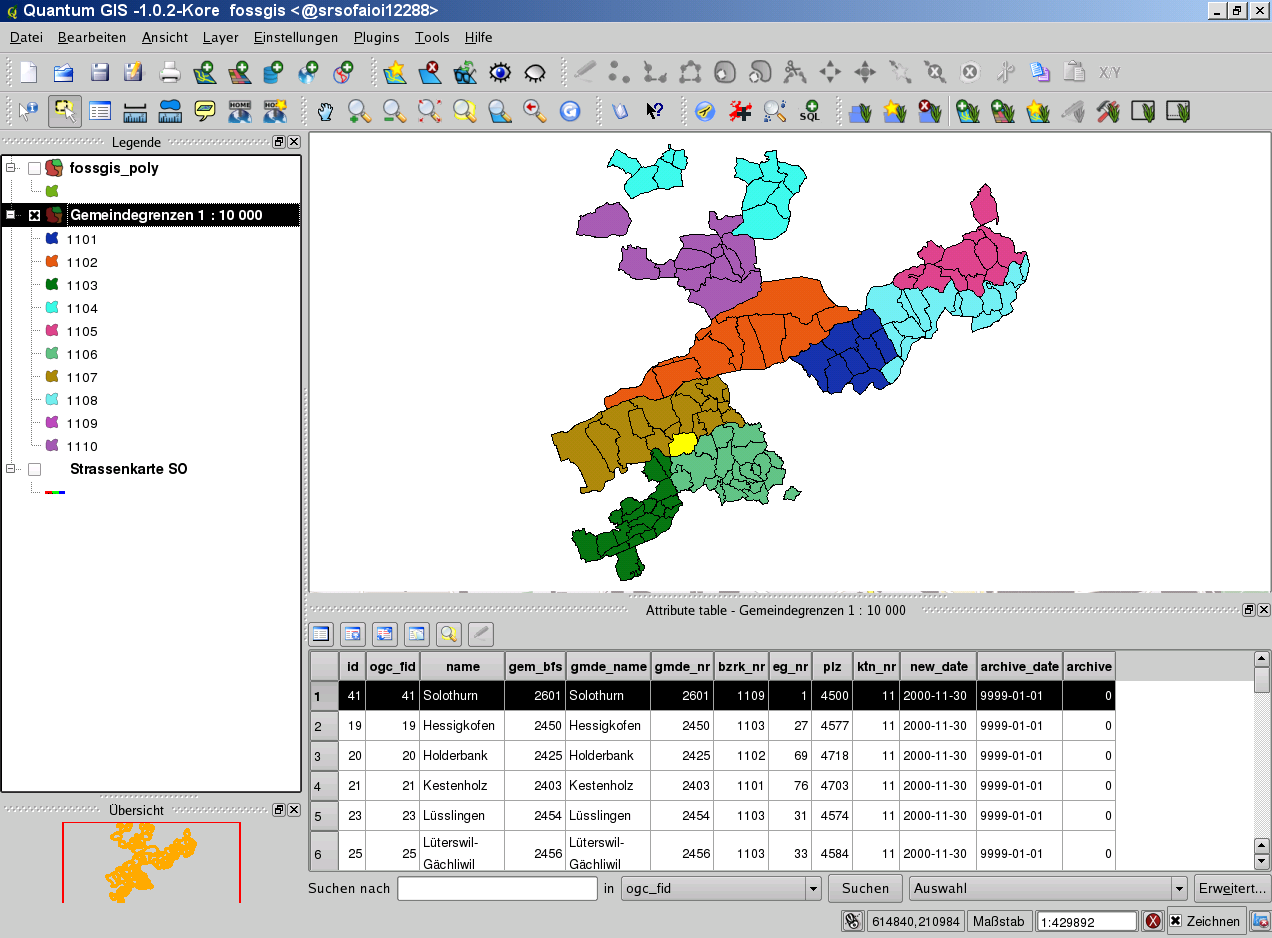 Quantum GIS -1.0.2-Kore  fossgis <@srsofaioi12288>
Datei Bearbeiten Ansicht Layer Einstellungen Plugins Tools Hilfe
X/Y
HOME HO SQL
Legende
fossgis_poly
Gemeindegrenzen 1 : 10 000
1101
1102
1103
1104
1105
1106
1107
1108
1109
1110
Strassenkarte SO
Attribute table - Gemeindegrenzen 1 : 10 000
id ogc_fid name gem_bfs gmde_name gmde_nr bzrk_nr eg_nr plz ktn_nr new_date archive_date archive
1 41 41 Solothurn 2601 Solothurn 2601 1109 1 4500 11 2000-11-30 9999-01-01 0
2 19 19 Hessigkofen 2450 Hessigkofen 2450 1103 27 4577 11 2000-11-30 9999-01-01 0
3 20 20 Holderbank 2425 Holderbank 2425 1102 69 4718 11 2000-11-30 9999-01-01 0
4 21 21 Kestenholz 2403 Kestenholz 2403 1101 76 4703 11 2000-11-30 9999-01-01 0
5 23 23 Lüsslingen 2454 Lüsslingen 2454 1103 31 4574 11 2000-11-30 9999-01-01 0
6 25 25 Lüterswil-Gächliwil 2456 Lüterswil-Gächliwil 2456 1103 33 4584 11 2000-11-30 9999-01-01 0
Übersicht
Suchen nach in ogc_fid Suchen Auswahl Erweitert...
614840,210984 Maßstab 1:429892 Zeichnen